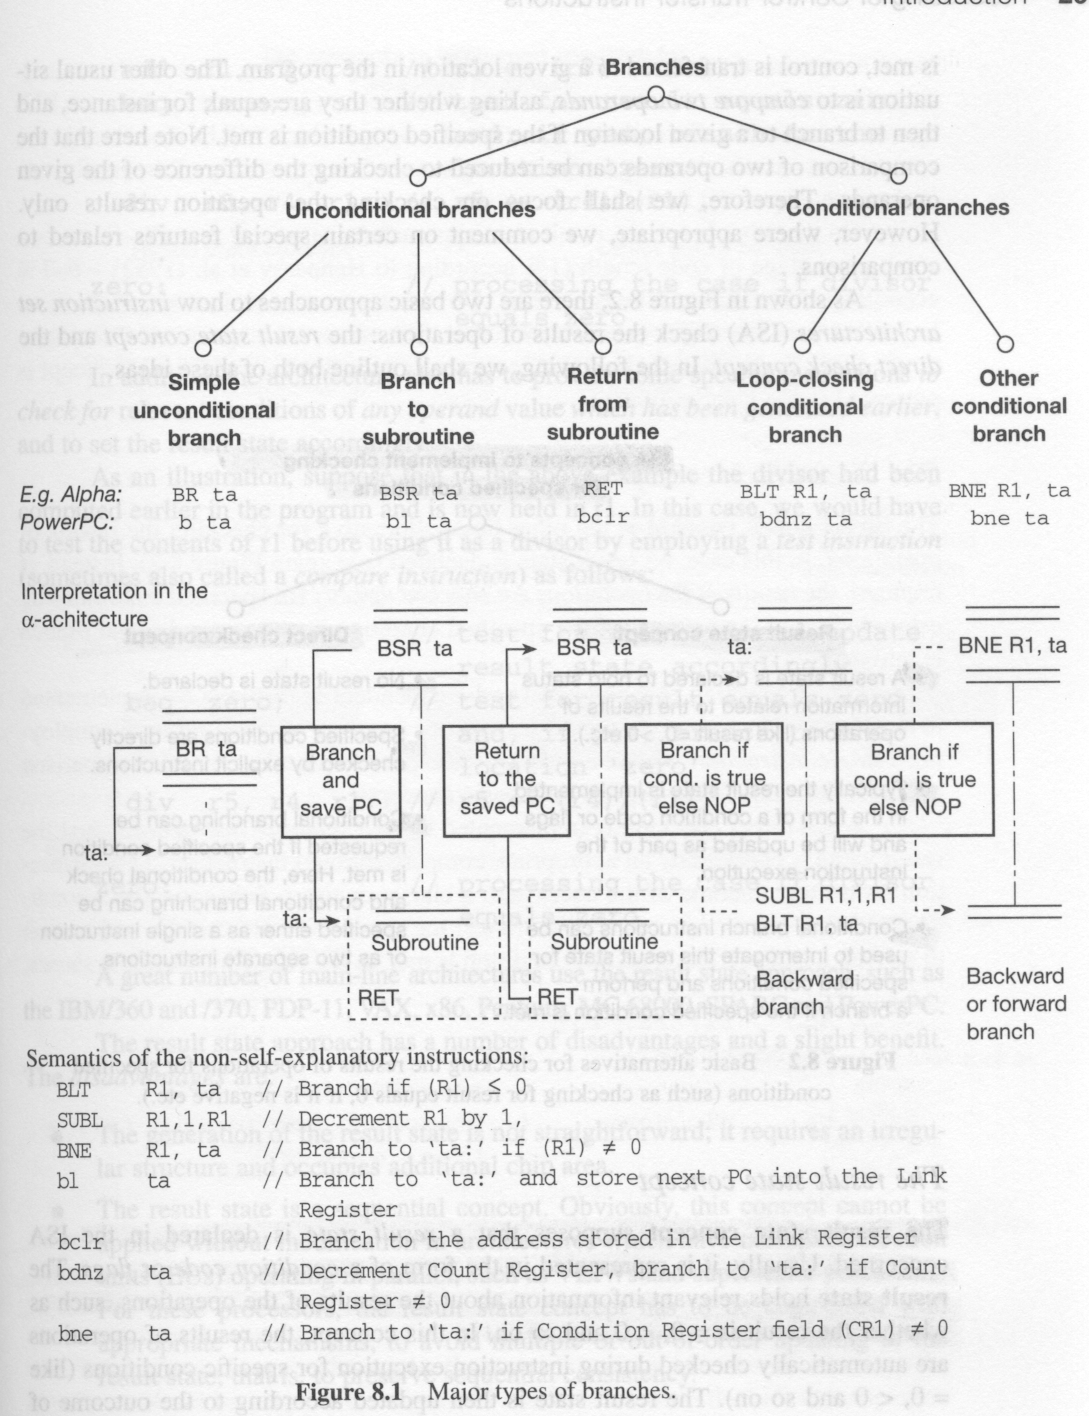 Introduction
Branches
Unconditional branches
Conditional branches
Simple unconditional branch
Branch to subroutine
Return from subroutine
Loop-closing conditional branch
Other conditional branch
E.g. Alpha: BR ta BSR ta RET BLT R1, ta BNE R1, ta
PowerPC: b ta bl ta bclr bdnz ta bne ta
Interpretation in the
α-achitecture
BSR ta
BSR ta
ta:
BNE R1, ta
BR ta
ta:
Branch and save PC
Return to the saved PC
Branch if cond. is true else NOP
Branch if cond. is true else NOP
ta:
Subroutine
RET
Subroutine
RET
SUBL R1,1,R1
BLT R1 ta
Backward
branch
Backward
or forward
branch
Semantics of the non-self-explanatory instructions:
BLT R1, ta // Branch if (R1) ≤ 0
SUBL R1,1,R1 // Decrement R1 by 1,
BNE R1, ta // Branch to 'ta:' if (R1) ≠ 0
bl ta // Branch to 'ta:' and store next PC into the Link
Register
bclr // Branch to the address stored in the Link Register
bdnz ta // Decrement Count Register, branch to 'ta:' if Count
Register ≠ 0
bne ta // Branch to 'ta:' if Condition Register field (CR1) ≠ 0
Figure 8.1 Major types of branches.